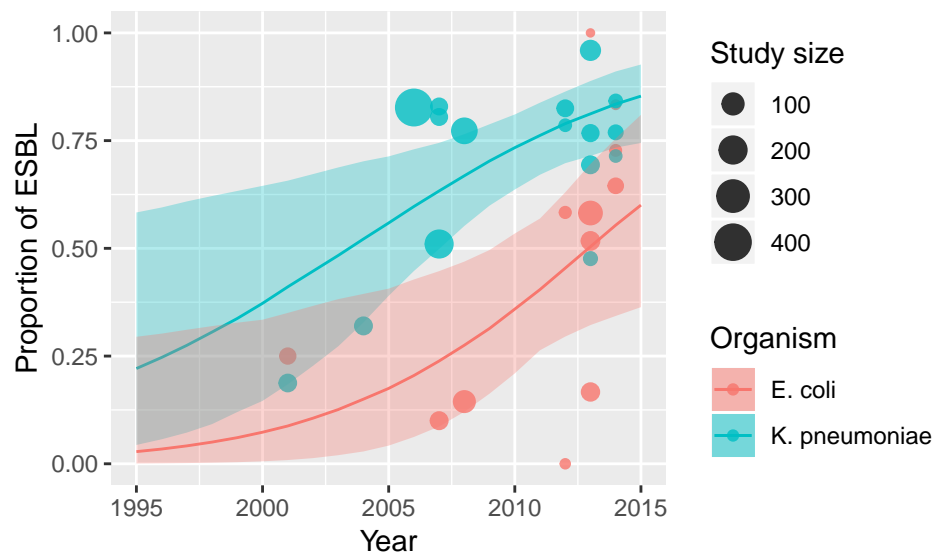 1.00
0.75
0.50
0.25
0.00
Proportion of ESBL
1995
2000
2005
2010
2015
Year
Study size
100
200
300
400
Organism
E. coli
K. pneumoniae